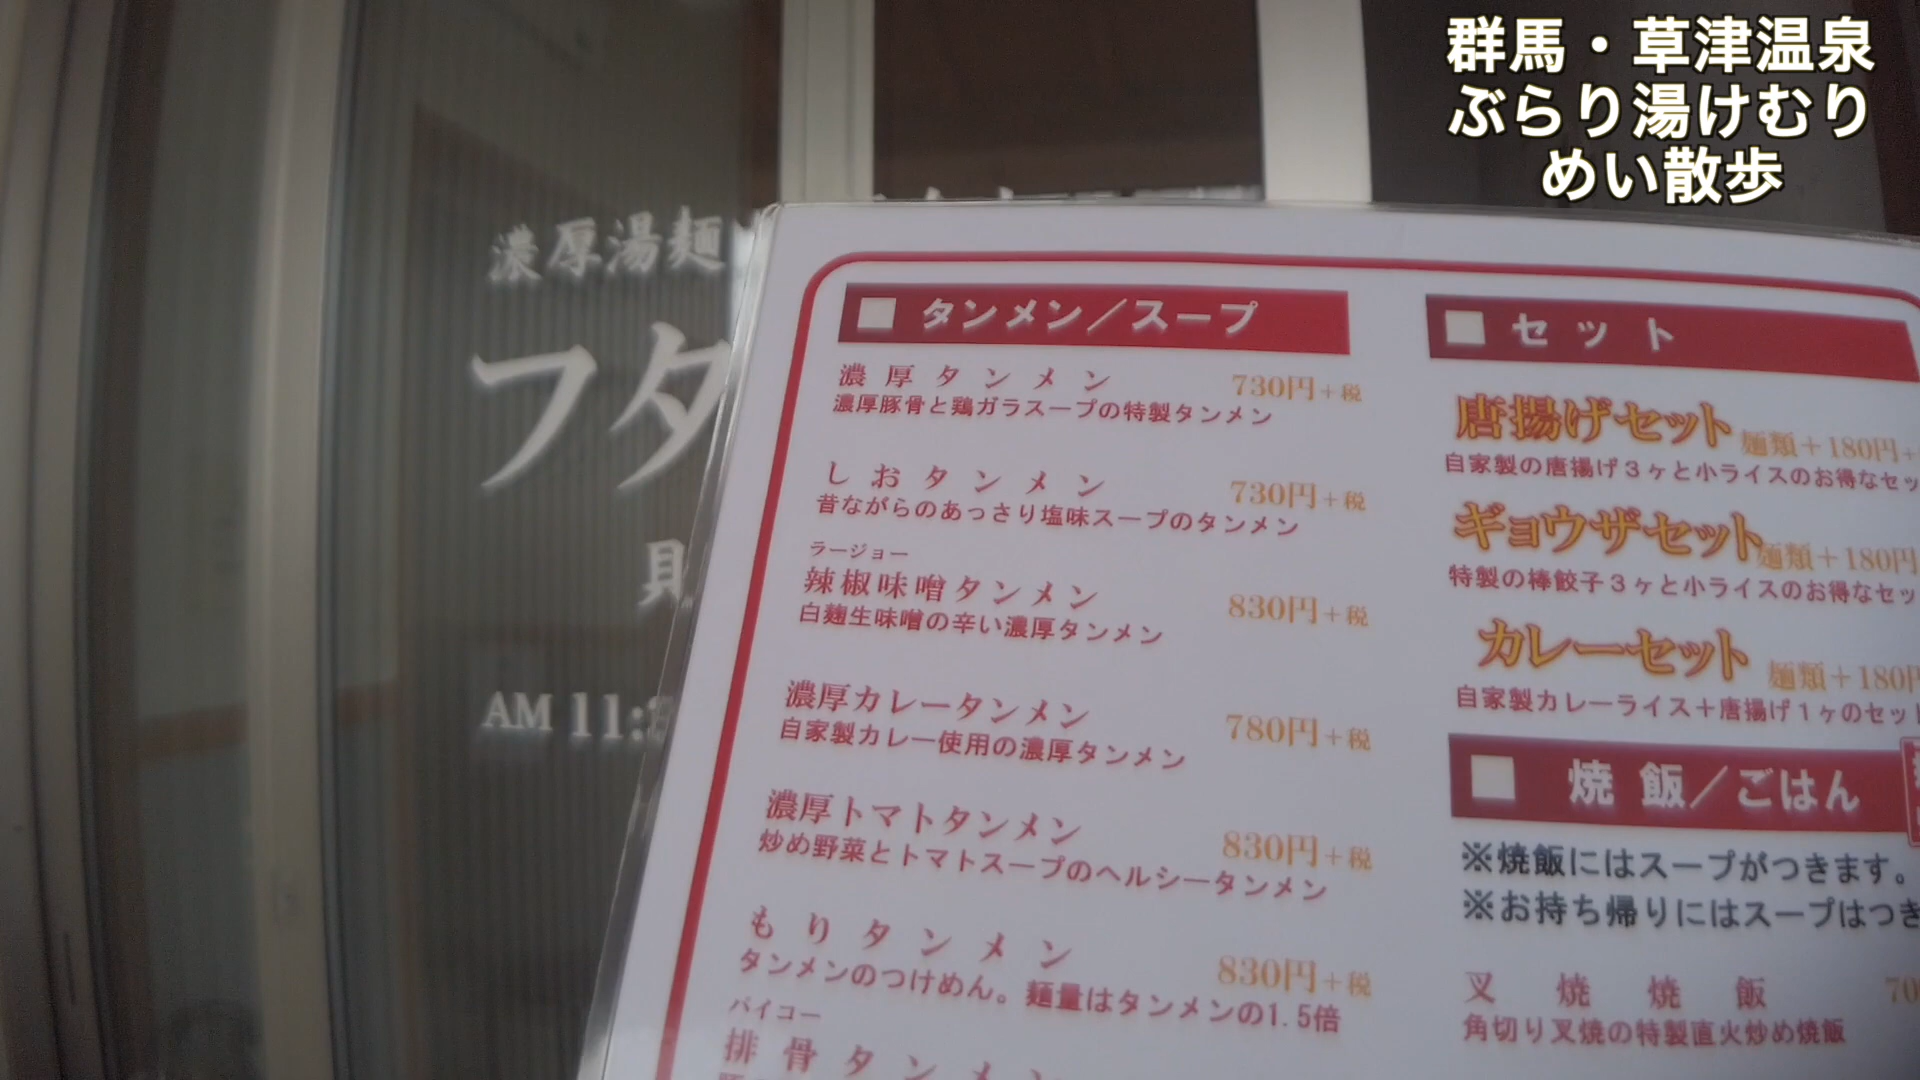 群馬・草津温泉
ぶらり湯けむり
めい散歩
濃厚湯麺
フタ
AM 11:
タンメン／スープ
濃厚タンメン 730円+税
濃厚豚骨と鶏ガラスープの特製タンメン
しおタンメン 730円+税
昔ながらのあっさり塩味スープのタンメン
ラージョー
辣椒味噌タンメン 830円+税
白麹生味噌の辛い濃厚タンメン
濃厚カレータンメン 780円+税
自家製カレー使用の濃厚タンメン
濃厚トマトタンメン 830円+税
炒め野菜とトマトスープのヘルシータンメン
もりタンメン 830円+税
タンメンのつけめん。麺量はタンメンの1.5倍
パイコー
排骨タンメン
セット
唐揚げセット 麺類+180円+
自家製の唐揚げ3ヶと小ライスのお得なセッ
ギョウザセット 麺類+180円
特製の棒餃子3ヶと小ライスのお得なセッ
カレーセット 麺類+180円
自家製カレーライス+唐揚げ1ヶのセット
焼飯／ごはん
※焼飯にはスープがつきます。
※お持ち帰りにはスープはつき
叉焼焼飯 70
角切り叉焼の特製直火炒め焼飯